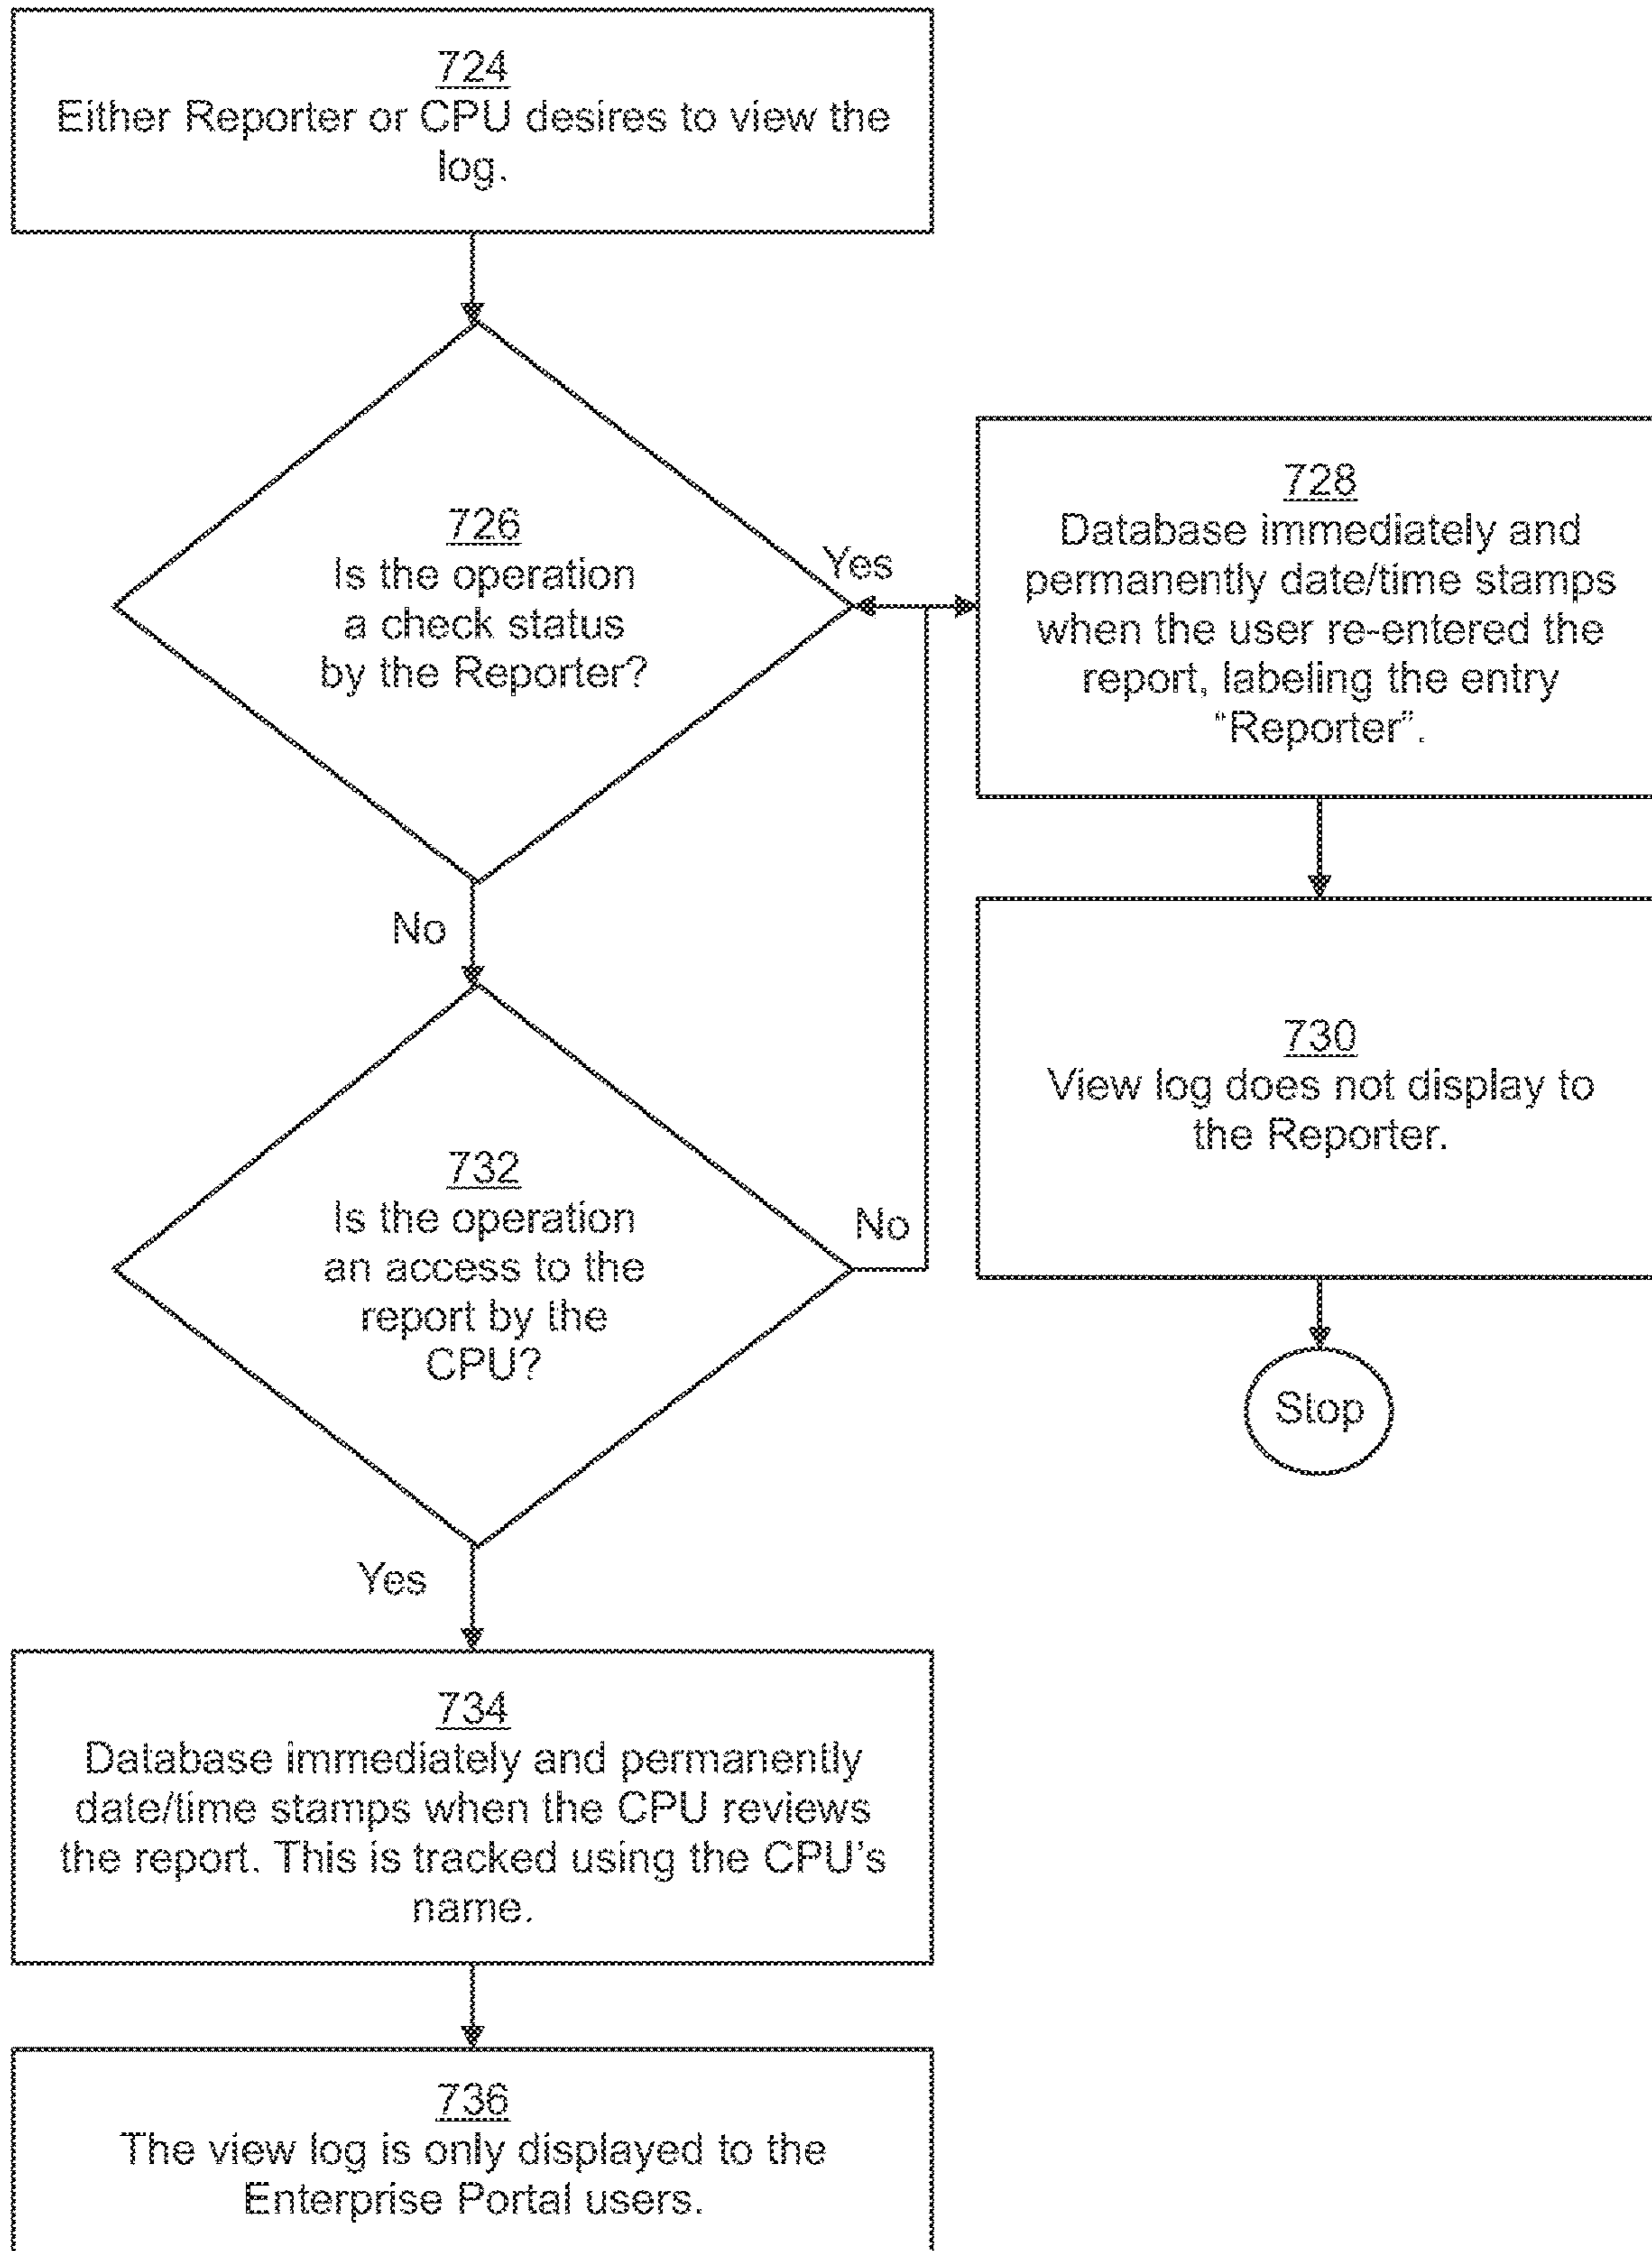 724
Either Reporter or CPU desires to view the
log.
726
Is the operation
a check status
by the Reporter?
Yes
728
Database immediately and
permanently date/time stamps
when the user re-entered the
report, labeling the entry
“Reporter”.
No
730
View log does not display to
the Reporter.
732
Is the operation
an access to the
report by the
CPU?
No
Stop
Yes
734
Database immediately and permanently
date/time stamps when the CPU reviews
the report. This is tracked using the CPU’s
name.
736
The view log is only displayed to the
Enterprise Portal users.